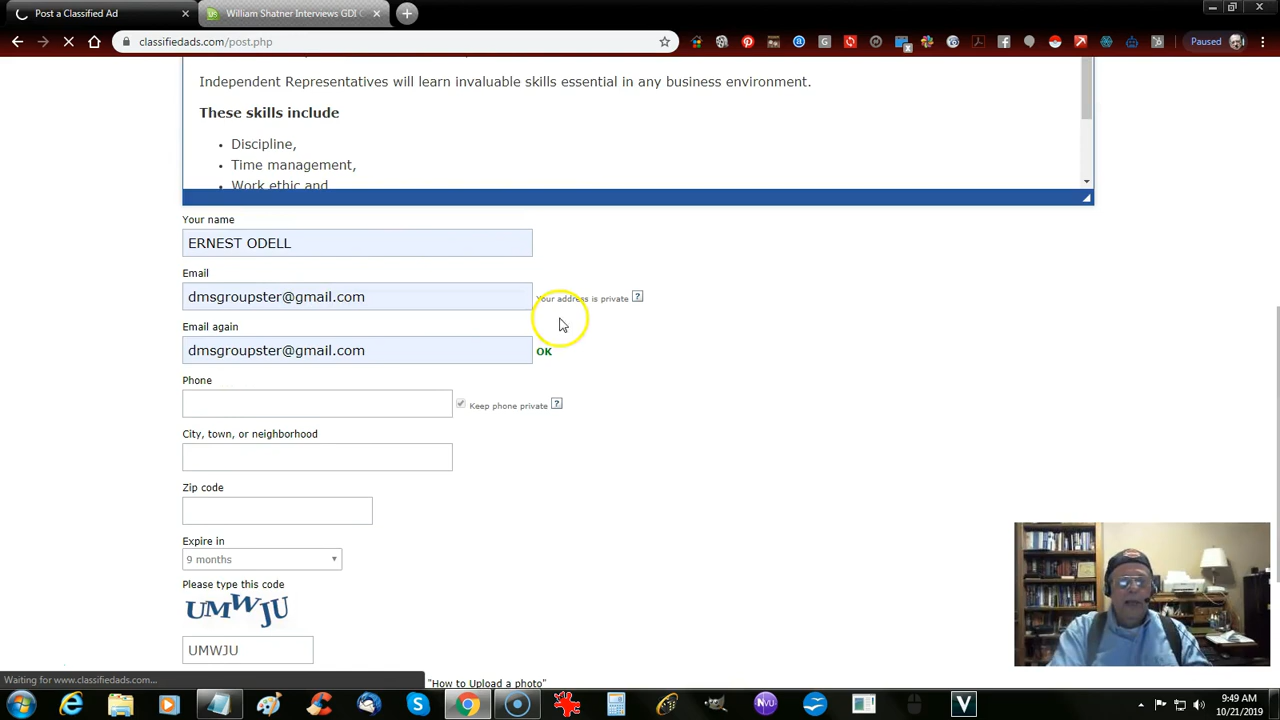 Post a Classified Ad
William Shatner Interviews GDI
classifiedads.com/post.php
Paused
Independent Representatives will learn invaluable skills essential in any business environment.
These skills include
Discipline,
Time management,
Work ethic and
Your name
ERNEST ODELL
Email
dmsgroupster@gmail.com
Your address is private ?
Email again
dmsgroupster@gmail.com
OK
Phone
Keep phone private ?
City, town, or neighborhood
Zip code
Expire in
9 months
Please type this code
UMWJU
UMWJU
"How to Upload a photo"
Waiting for www.classifiedads.com...
9:49 AM
10/21/2019